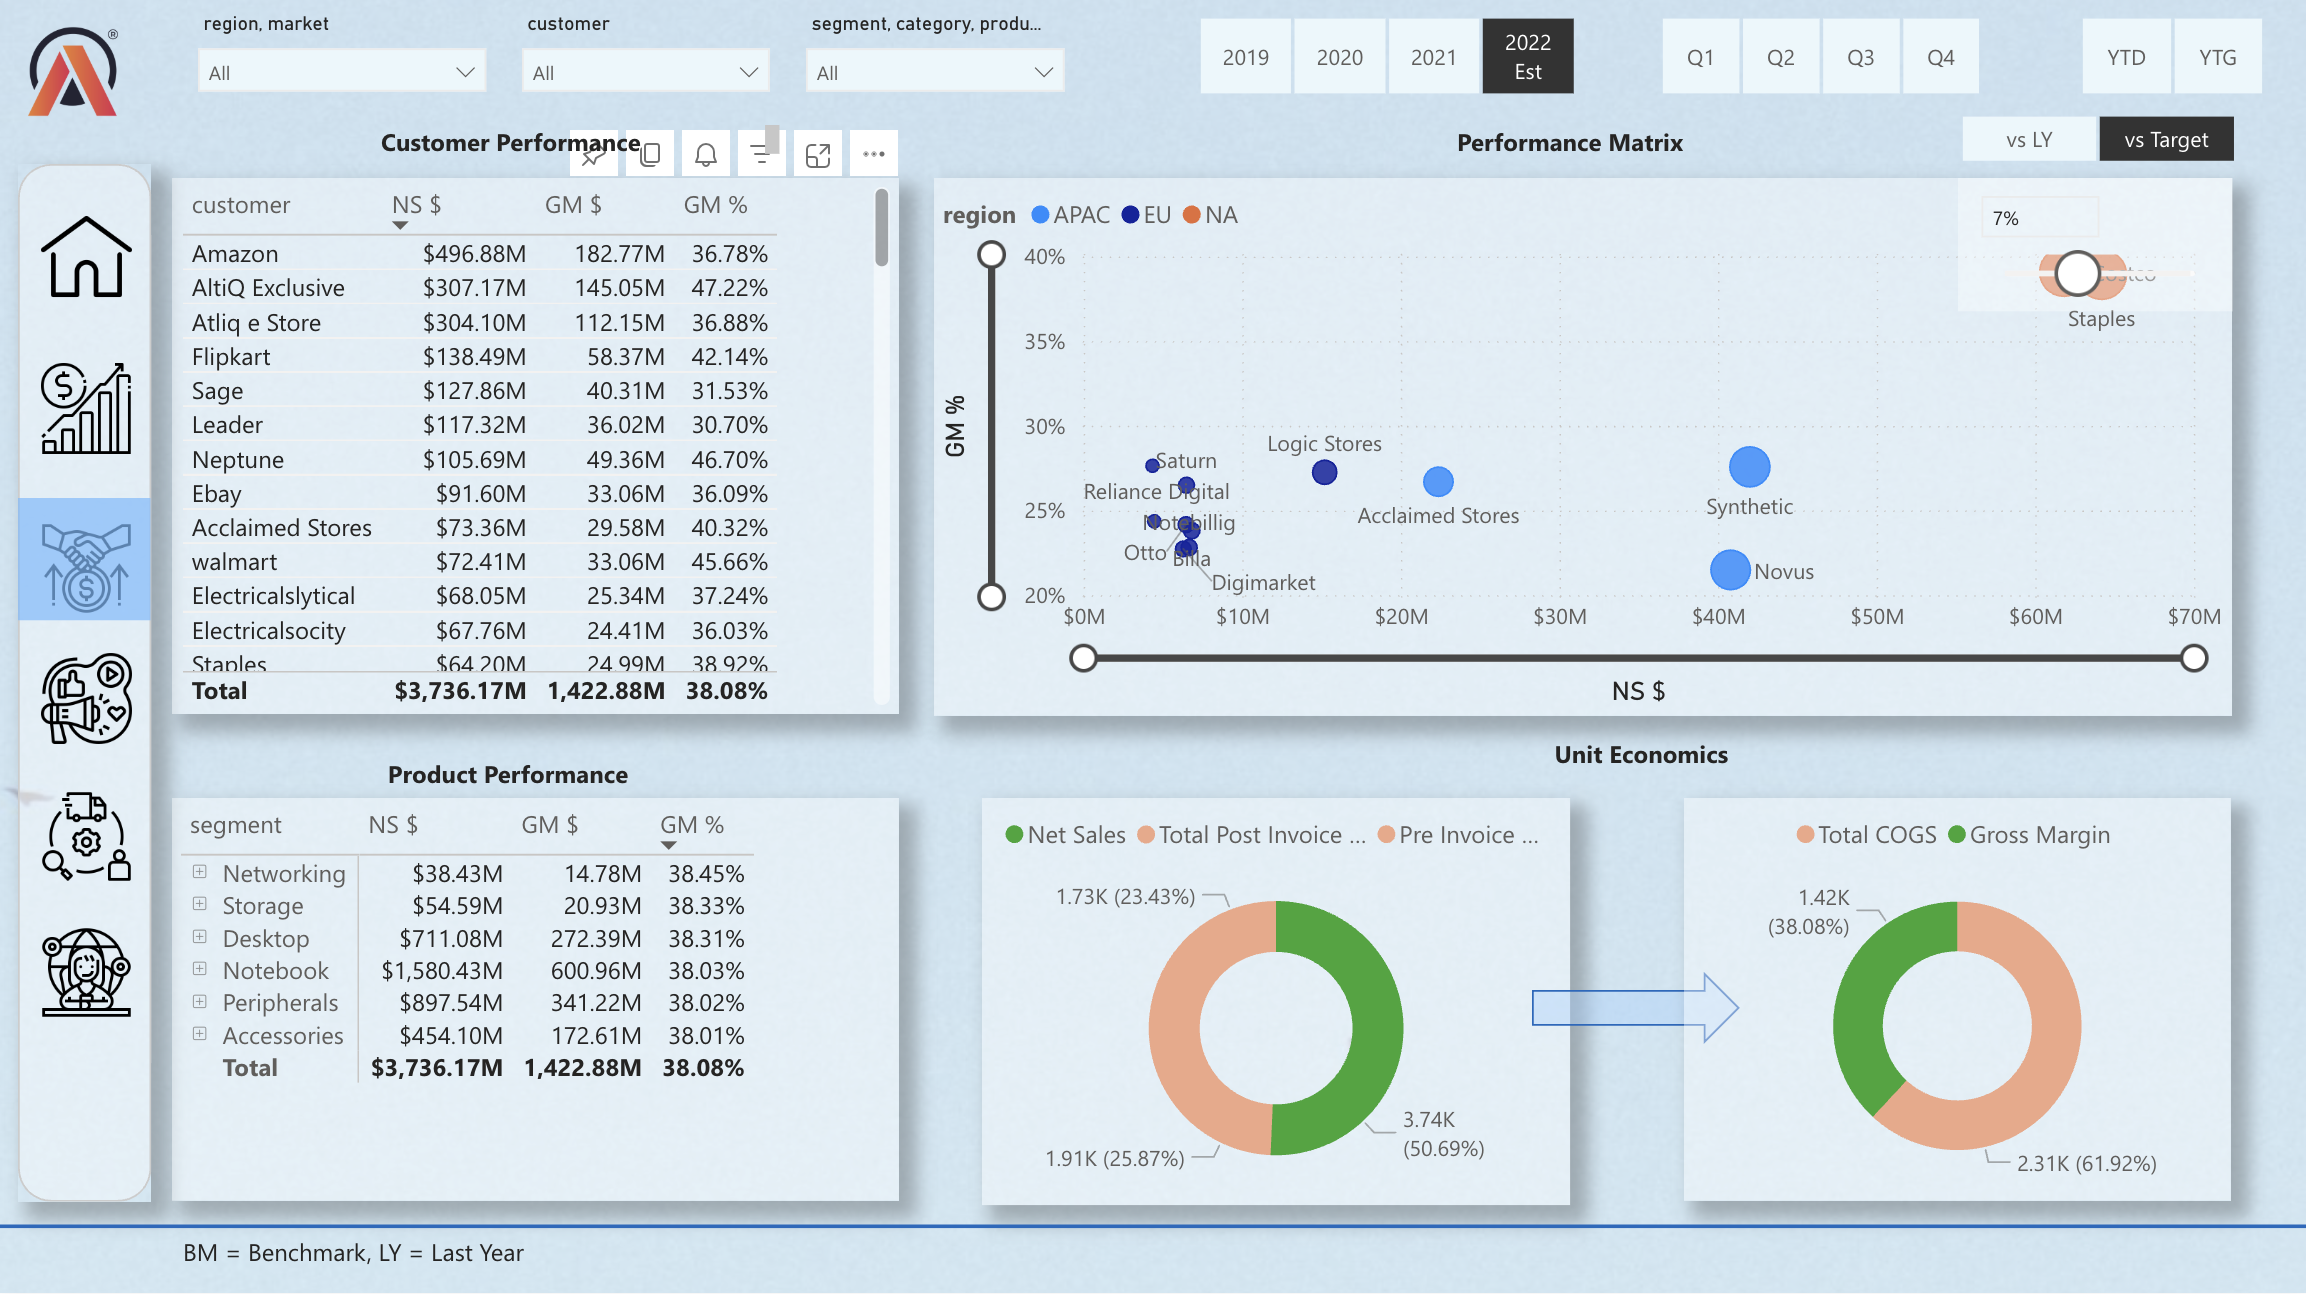 region, market
customer
segment, category, produ...
All
All
All
2019
2020
2021
2022
Est
Q1
Q2
Q3
Q4
YTD
YTG
®
Customer Performance
customer NS $ GM $ GM %
Amazon $496.88M 182.77M 36.78%
AltiQ Exclusive $307.17M 145.05M 47.22%
Atliq e Store $304.10M 112.15M 36.88%
Flipkart $138.49M 58.37M 42.14%
Sage $127.86M 40.31M 31.53%
Leader $117.32M 36.02M 30.70%
Neptune $105.69M 49.36M 46.70%
Ebay $91.60M 33.06M 36.09%
Acclaimed Stores $73.36M 29.58M 40.32%
walmart $72.41M 33.06M 45.66%
Electricalslytical $68.05M 25.34M 37.24%
Electricalsocity $67.76M 24.41M 36.03%
Staples $64.20M 24.99M 38.92%
Total $3,736.17M 1,422.88M 38.08%
Performance Matrix
vs LY
vs Target
region APAC EU NA
7%
Costco
Staples
40%
35%
30%
25%
20%
GM %
Logic Stores
Saturn
Reliance Digital
Notebillig
Otto
Billa
Digimarket
Acclaimed Stores
Synthetic
Novus
$0M $10M $20M $30M $40M $50M $60M $70M
NS $
Product Performance
segment NS $ GM $ GM %
Networking $38.43M 14.78M 38.45%
Storage $54.59M 20.93M 38.33%
Desktop $711.08M 272.39M 38.31%
Notebook $1,580.43M 600.96M 38.03%
Peripherals $897.54M 341.22M 38.02%
Accessories $454.10M 172.61M 38.01%
Total $3,736.17M 1,422.88M 38.08%
Unit Economics
Net Sales Total Post Invoice ... Pre Invoice ...
1.73K (23.43%)
3.74K
(50.69%)
1.91K (25.87%)
Total COGS Gross Margin
1.42K
(38.08%)
2.31K (61.92%)
BM = Benchmark, LY = Last Year